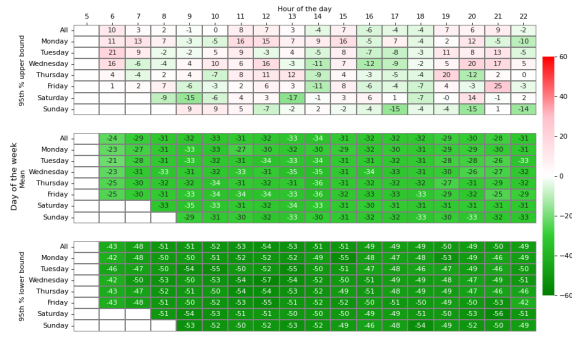 Hour of the day
5 6 7 8 9 10 11 12 13 14 15 16 17 18 19 20 21 22
Day of the week
95th % upper bound
All 10 3 2 -1 0 8 7 3 -4 7 -6 -4 -4 7 6 9 -2
Monday 11 13 7 -3 -5 16 15 7 9 16 -5 4 -4 2 12 -5 -10
Tuesday 21 9 -2 -2 5 9 -3 4 -5 8 -7 -8 -3 11 8 13 -5
Wednesday 16 -6 -4 4 10 6 16 -3 -11 7 -12 -9 -2 5 20 17 5
Thursday 4 -4 2 4 -7 8 11 12 -9 4 -3 -5 -4 20 -12 2 0
Friday 1 2 7 -6 -3 2 6 3 -11 8 -6 -4 -7 4 -3 25 -3
Saturday -9 -15 -6 4 3 -17 -1 3 6 1 -7 -0 14 -1 2
Sunday 9 9 5 -7 -2 2 -2 -4 -15 -4 -4 -15 1 -14
Mean
All -24 -29 -31 -32 -33 -31 -32 -33 -34 -31 -32 -32 -32 -29 -30 -28 -31
Monday -23 -29 -31 -33 -33 -27 -30 -32 -30 -29 -32 -30 -31 -29 -29 -30 -31
Tuesday -21 -28 -31 -33 -32 -31 -34 -33 -34 -32 -31 -31 -31 -28 -28 -26 -33
Wednesday -23 -31 -33 -31 -32 -33 -31 -35 -35 -31 -34 -33 -31 -30 -26 -27 -32
Thursday -25 -30 -32 -32 -34 -31 -32 -31 -36 -31 -32 -32 -32 -27 -31 -29 -32
Friday -25 -30 -31 -33 -34 -34 -34 -33 -36 -32 -33 -33 -29 -32 -31 -25 -29
Saturday -33 -35 -33 -31 -32 -34 -33 -31 -30 -31 -31 -31 -31 -31 -31
Sunday -29 -31 -30 -32 -33 -30 -31 -32 -32 -33 -30 -33 -32 -33
95th % lower bound
All -43 -48 -51 -51 -52 -53 -54 -53 -51 -51 -49 -49 -49 -50 -49 -50 -49
Monday -42 -48 -50 -50 -51 -50 -52 -52 -49 -55 -48 -47 -48 -53 -49 -46 -51
Tuesday -46 -47 -50 -54 -55 -50 -52 -55 -51 -47 -48 -46 -47 -46 -49 -47 -50
Wednesday -42 -50 -53 -50 -53 -54 -57 -54 -52 -51 -49 -49 -49 -48 -47 -49 -51
Thursday -43 -47 -52 -51 -50 -54 -54 -52 -51 -50 -49 -51 -48 -49 -49 -46 -46
Friday -43 -48 -51 -50 -52 -53 -55 -51 -52 -52 -50 -51 -50 -49 -50 -53 -42
Saturday -51 -54 -53 -51 -51 -50 -50 -50 -50 -49 -49 -51 -50 -53 -56 -51
Sunday -53 -52 -50 -52 -53 -52 -49 -46 -48 -54 -49 -50 -52 -49
60
40
20
0
−20
−40
−60